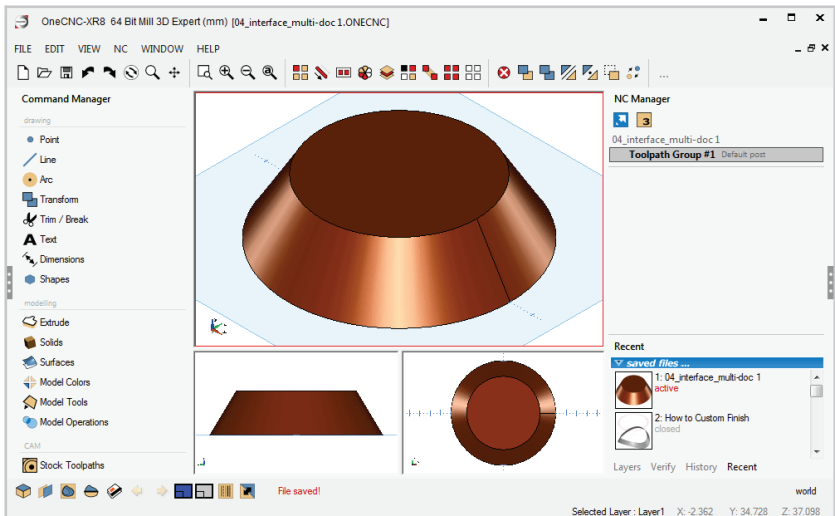 OneCNC-XR8 64 Bit Mill 3D Expert (mm) [04_interface_multi-doc 1.ONECNC]
FILE EDIT VIEW NC WINDOW HELP
Command Manager
drawing
Point
Line
Arc
Transform
Trim / Break
A Text
Dimensions
Shapes
modelling
Extrude
Solids
Surfaces
Model Colors
Model Tools
Model Operations
CAM
Stock Toolpaths
NC Manager
3
04_interface_multi-doc 1
Toolpath Group #1 Default post
Recent
saved files ...
1: 04_interface_multi-doc 1
active
2: How to Custom Finish
closed
Layers Verify History Recent
File saved!
world
Selected Layer : Layer1 X: -2.362 Y: 34.728 Z: 37.098